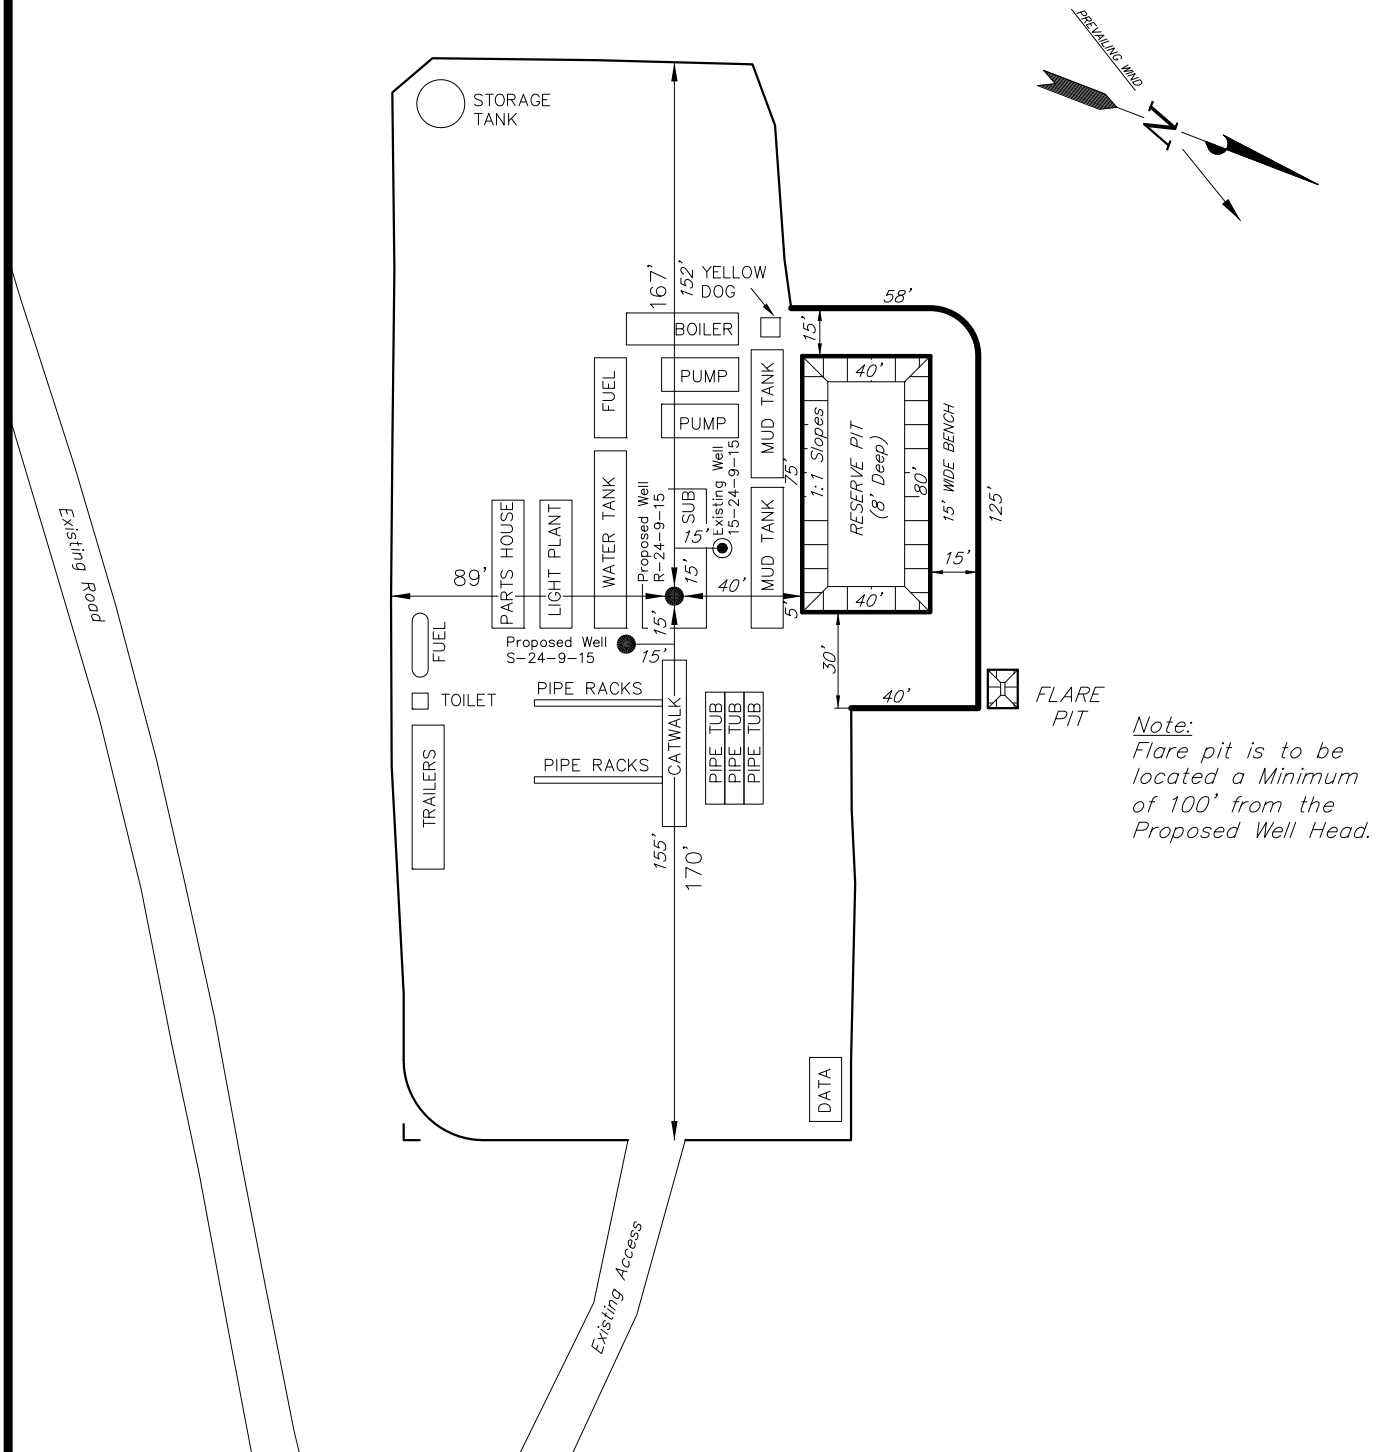 PREVAILING WIND
N
STORAGE
TANK
167'
152'
YELLOW
DOG
58'
15'
BOILER
40'
FUEL
PUMP
PUMP
MUD TANK
1:1 Slopes
RESERVE PIT
(8' Deep)
80'
15' WIDE BENCH
125'
75'
Existing Well
15-24-9-15
SUB
15'
Proposed Well
R-24-9-15
WATER TANK
LIGHT PLANT
PARTS HOUSE
MUD TANK
15'
89'
15'
40'
5'
40'
15'
Existing Road
FUEL
Proposed Well
S-24-9-15
15'
30'
TOILET
PIPE RACKS
CATWALK
PIPE TUB
PIPE TUB
PIPE TUB
40'
FLARE
PIT
Note:
Flare pit is to be
located a Minimum
of 100' from the
Proposed Well Head.
PIPE RACKS
TRAILERS
155'
170'
DATA
Existing Access